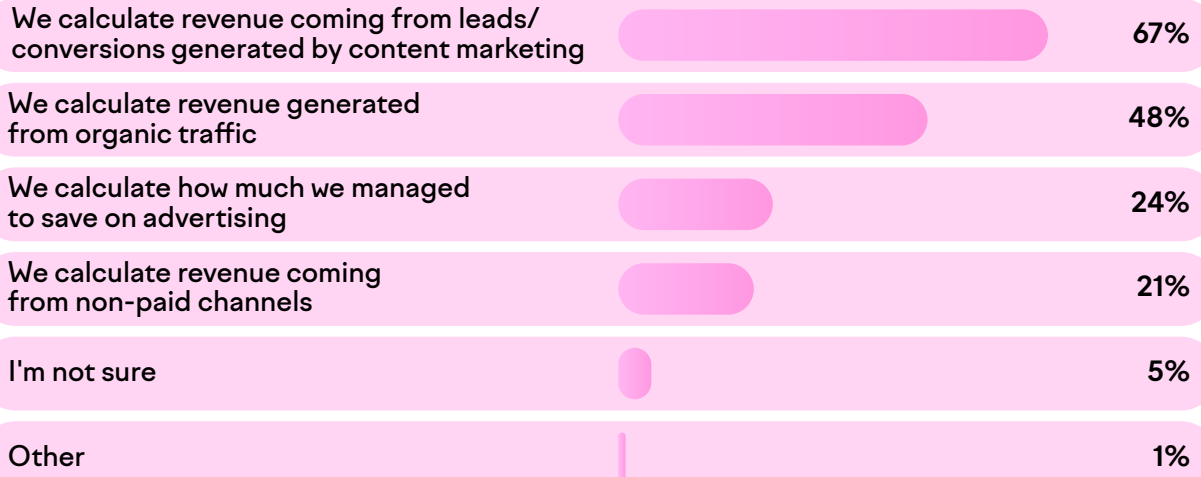 We calculate revenue coming from leads/
conversions generated by content marketing
67%
We calculate revenue generated
from organic traffic
48%
We calculate how much we managed
to save on advertising
24%
We calculate revenue coming
from non-paid channels
21%
I'm not sure
5%
Other
1%